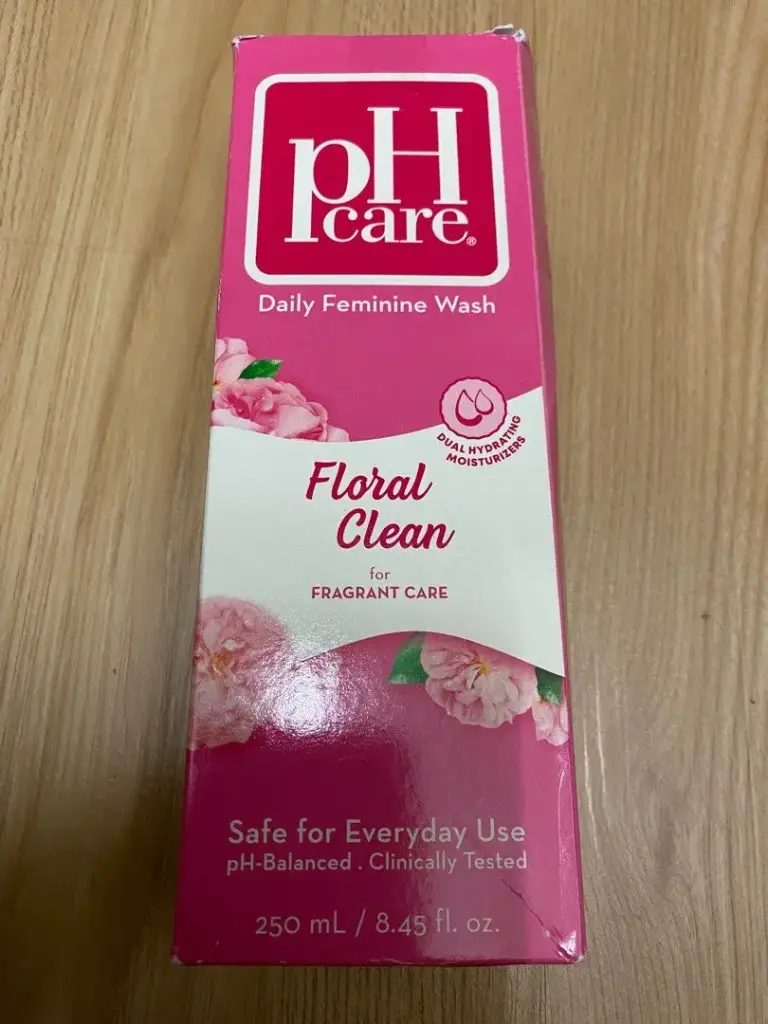 pH
care®
Daily Feminine Wash
DUAL HYDRATING
MOISTURIZERS
Floral
Clean
for
FRAGRANT CARE
Safe for Everyday Use
pH-Balanced . Clinically Tested
250 mL / 8.45 fl. oz.